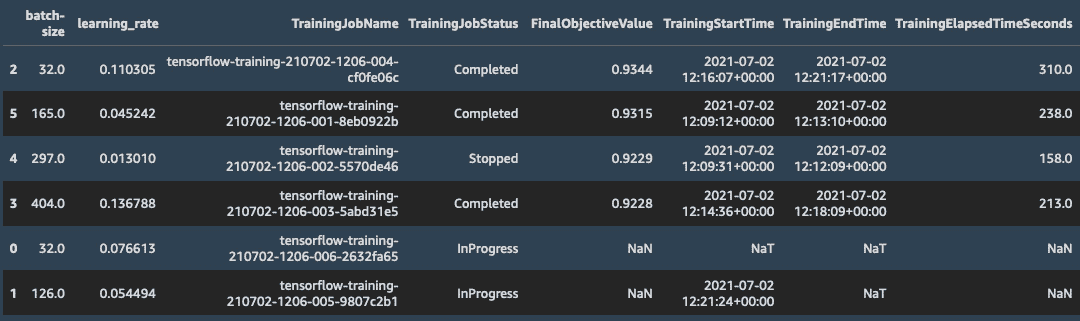 batch-size learning_rate TrainingJobName TrainingJobStatus FinalObjectiveValue TrainingStartTime TrainingEndTime TrainingElapsedTimeSeconds
2 32.0 0.110305 tensorflow-training-210702-1206-004-cf0fe06c Completed 0.9344 2021-07-02 12:16:07+00:00 2021-07-02 12:21:17+00:00 310.0
5 165.0 0.045242 tensorflow-training-210702-1206-001-8eb0922b Completed 0.9315 2021-07-02 12:09:12+00:00 2021-07-02 12:13:10+00:00 238.0
4 297.0 0.013010 tensorflow-training-210702-1206-002-5570de46 Stopped 0.9229 2021-07-02 12:09:31+00:00 2021-07-02 12:12:09+00:00 158.0
3 404.0 0.136788 tensorflow-training-210702-1206-003-5abd31e5 Completed 0.9228 2021-07-02 12:14:36+00:00 2021-07-02 12:18:09+00:00 213.0
0 32.0 0.076613 tensorflow-training-210702-1206-006-2632fa65 InProgress NaN NaT NaT NaN
1 126.0 0.054494 tensorflow-training-210702-1206-005-9807c2b1 InProgress NaN 2021-07-02 12:21:24+00:00 NaT NaN